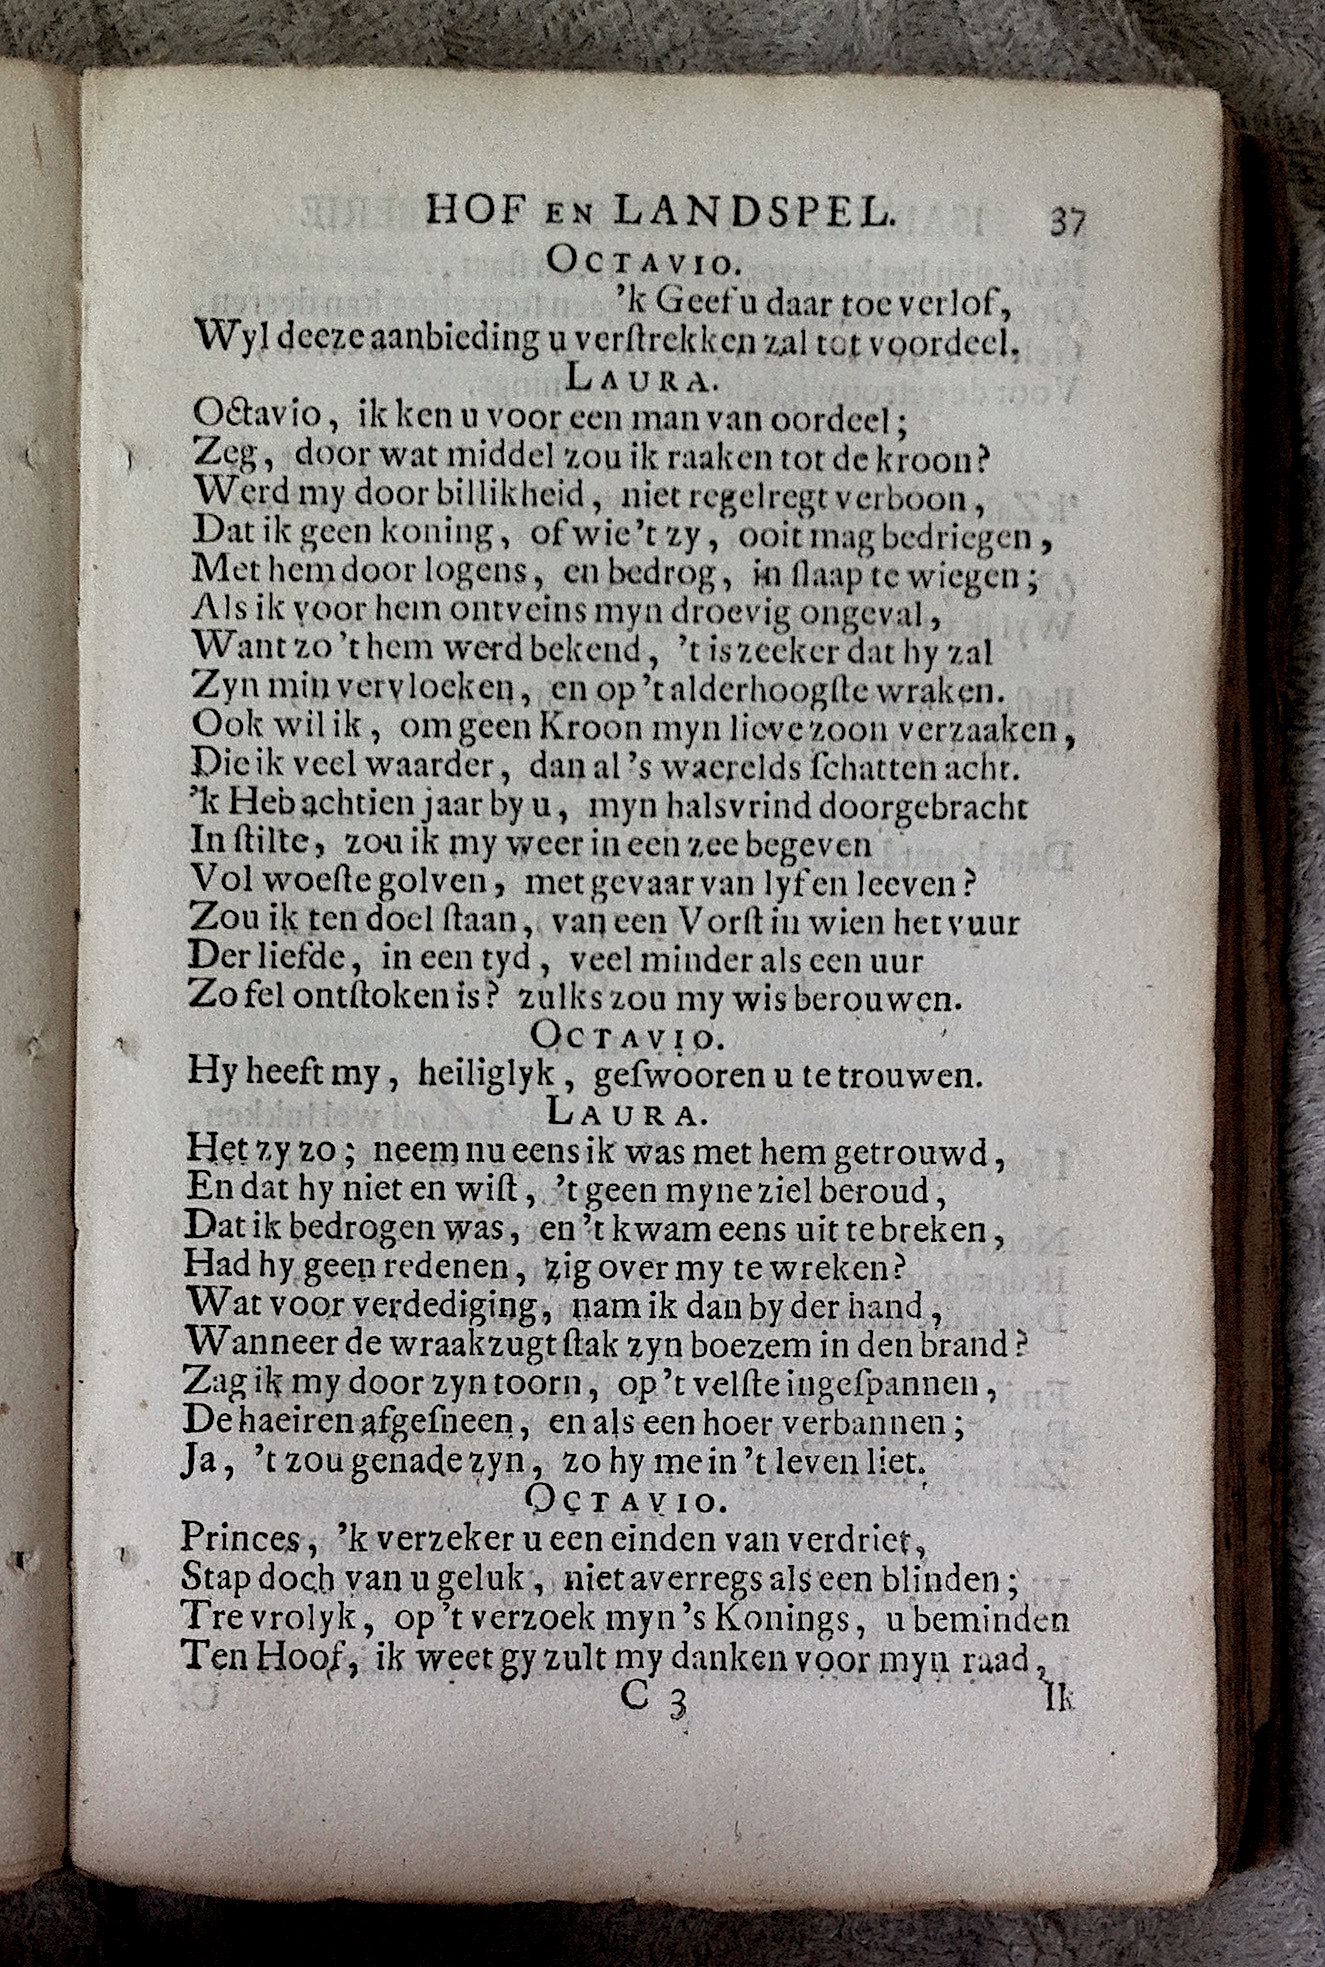 HOF EN LANDSPEL. 37
OCTAVIO.
'k Geef u daar toe verlof,
Wyl deeze aanbieding u verſtrekken zal tot voordeel.
LAURA.
Octavio, ik ken u voor een man van oordeel;
Zeg, door wat middel zou ik raaken tot de kroon?
Werd my door billikheid, niet regelregt verboon,
Dat ik geen koning, of wie 't zy, ooit mag bedriegen,
Met hem door logens, en bedrog, in ſlaap te wiegen;
Als ik voor hem ontveins myn droevig ongeval,
Want zo 't hem werd bekend, 't is zeeker dat hy zal
Zyn min vervloeken, en op 't alderhoogſte wraken.
Ook wil ik, om geen Kroon myn lieve zoon verzaaken,
Die ik veel waarder, dan al 's waerelds ſchatten acht.
'k Heb achtien jaar by u, myn halsvrind doorgebracht
In ſtilte, zou ik my weer in een zee begeven
Vol woeſte golven, met gevaar van lyf en leeven?
Zou ik ten doel ſtaan, van een Vorſt in wien het vuur
Der liefde, in een tyd, veel minder als een uur
Zo fel ontſtoken is? zulks zou my wis berouwen.
OCTAVIO.
Hy heeft my, heiliglyk, geſwooren u te trouwen.
LAURA.
Het zy zo; neem nu eens ik was met hem getrouwd,
En dat hy niet en wiſt, 't geen myne ziel beroud,
Dat ik bedrogen was, en 't kwam eens uit te breken,
Had hy geen redenen, zig over my te wreken?
Wat voor verdediging, nam ik dan by der hand,
Wanneer de wraakzugt ſtak zyn boezem in den brand?
Zag ik my door zyn toorn, op 't velſte ingeſpannen,
De haeiren afgeſneen, en als een hoer verbannen;
Ja, 't zou genade zyn, zo hy me in 't leven liet.
OCTAVIO.
Princes, 'k verzeker u een einden van verdriet,
Stap doch van u geluk, niet averregs als een blinden;
Tre vrolyk, op 't verzoek myn 's Konings, u beminden
Ten Hoof, ik weet gy zult my danken voor myn raad,
C 3 Ik